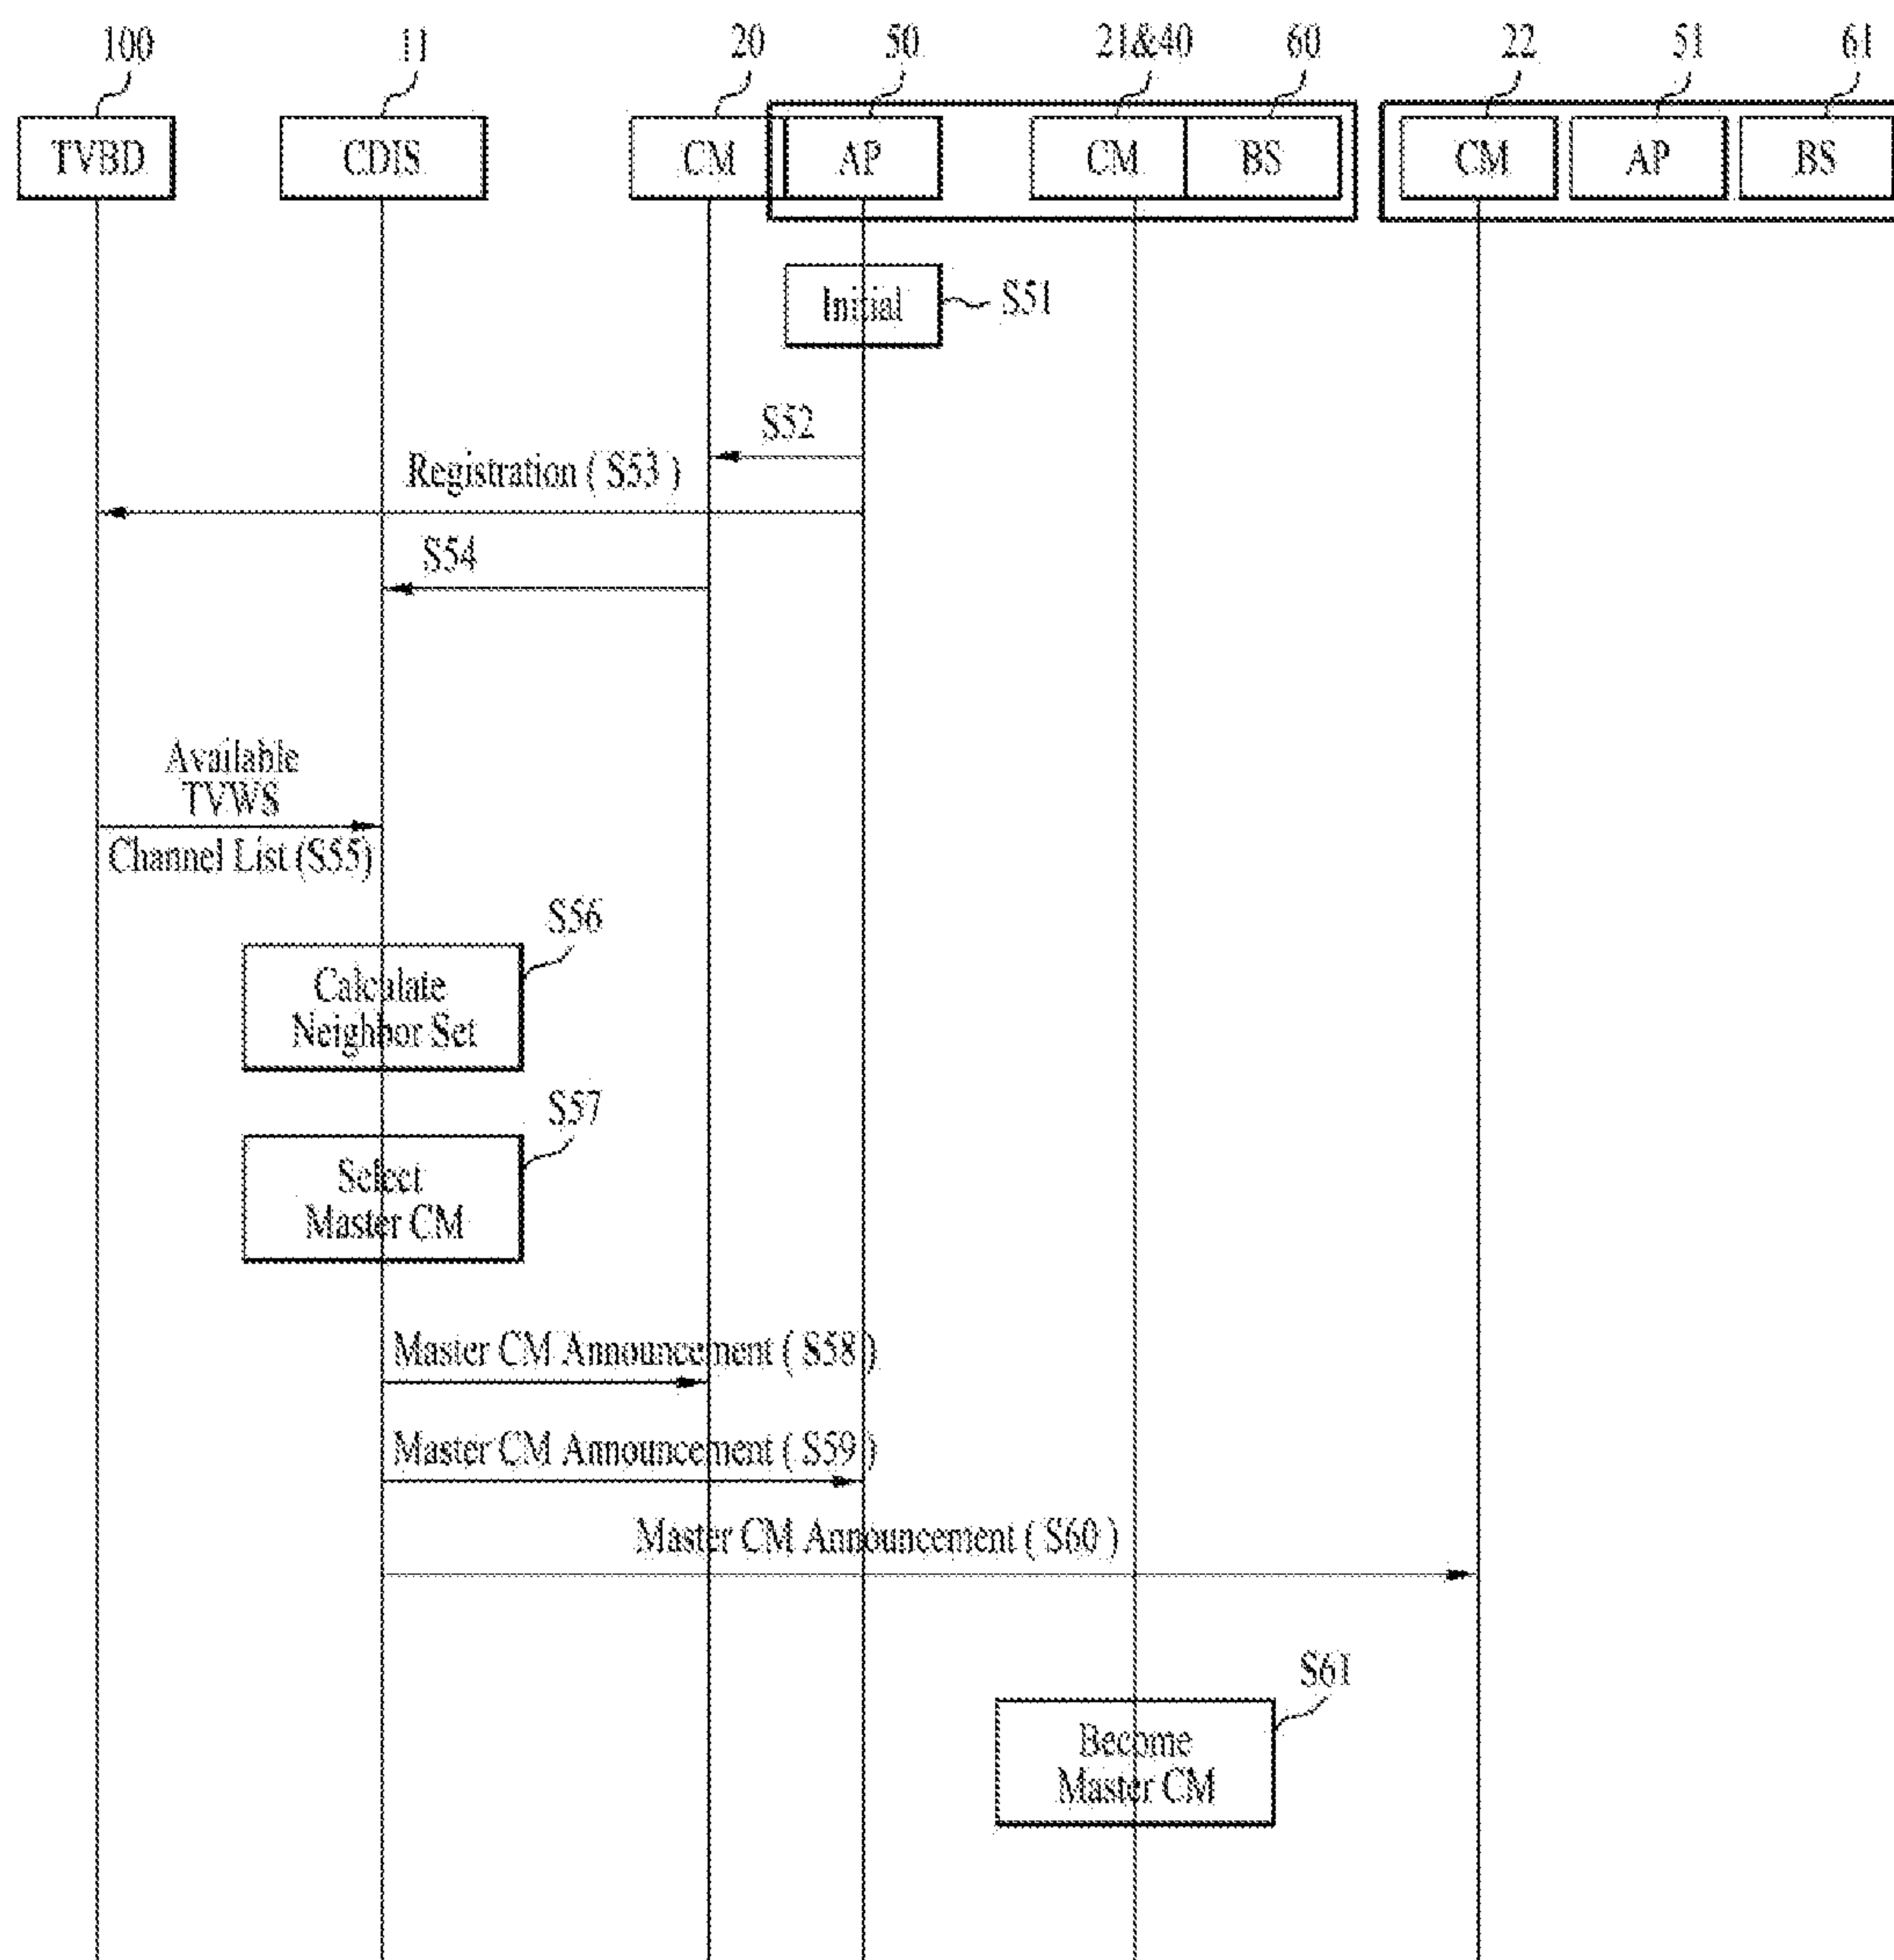 100
11
20
50
21&40
60
22
51
61
TVBD
CDIS
CM
AP
CM
BS
CM
AP
BS
Initial
S51
S52
Registration ( S53 )
S54
Available
TVWS
Channel List (S55)
S56
Calculate
Neighbor Set
S57
Select
Master CM
Master CM Announcement ( S58 )
Master CM Announcement ( S59 )
Master CM Announcement ( S60 )
S61
Become
Master CM